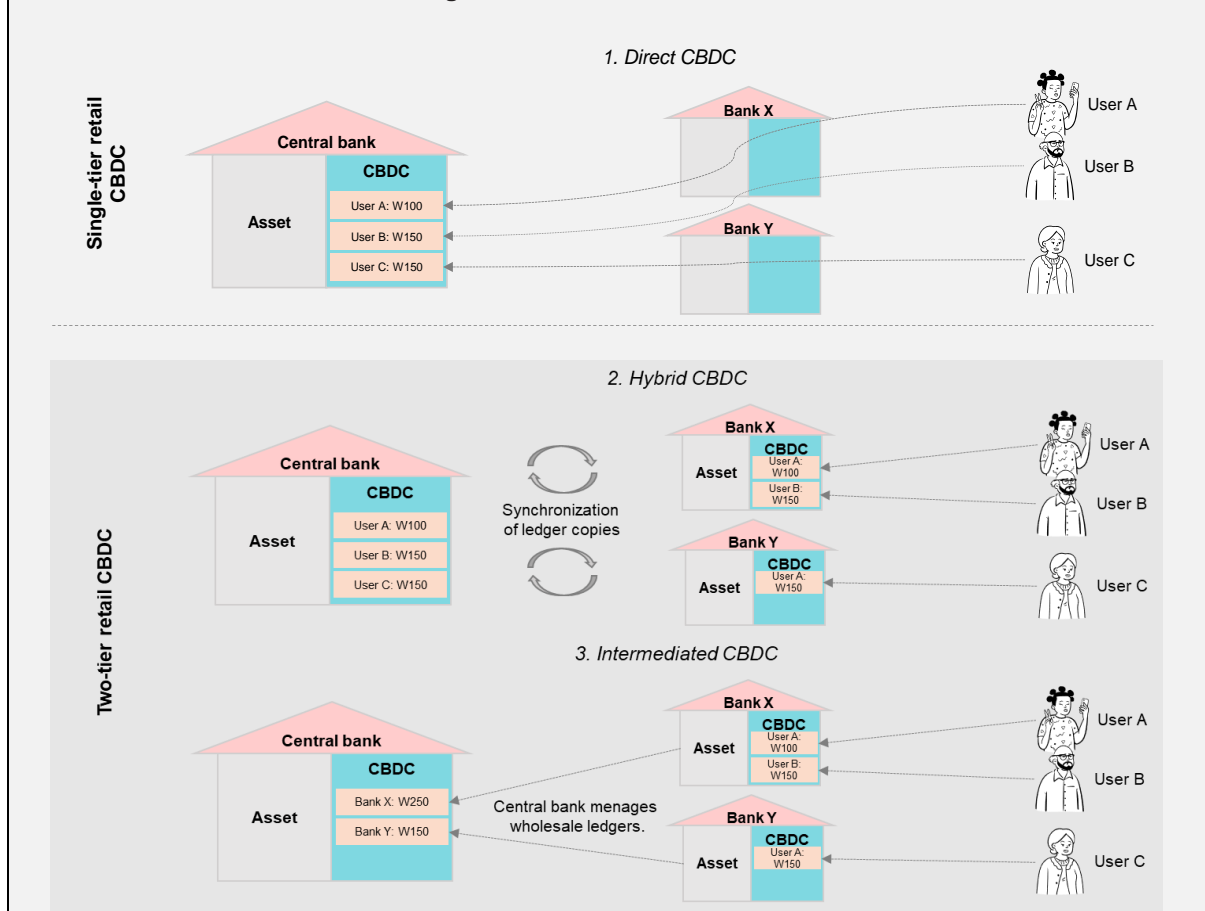 1. Direct CBDC
Single-tier retail
CBDC
Central bank
CBDC
Asset
User A: W100
User B: W150
User C: W150
Bank X
Bank Y
User A
User B
User C
2. Hybrid CBDC
Two-tier retail CBDC
Central bank
CBDC
Asset
User A: W100
User B: W150
User C: W150
Synchronization
of ledger copies
Bank X
CBDC
Asset
User A:
W100
User B:
W150
Bank Y
CBDC
Asset
User A:
W150
User A
User B
User C
3. Intermediated CBDC
Central bank
CBDC
Asset
Bank X: W250
Bank Y: W150
Central bank menages
wholesale ledgers.
Bank X
CBDC
Asset
User A:
W100
User B:
W150
Bank Y
CBDC
Asset
User A:
W150
User A
User B
User C